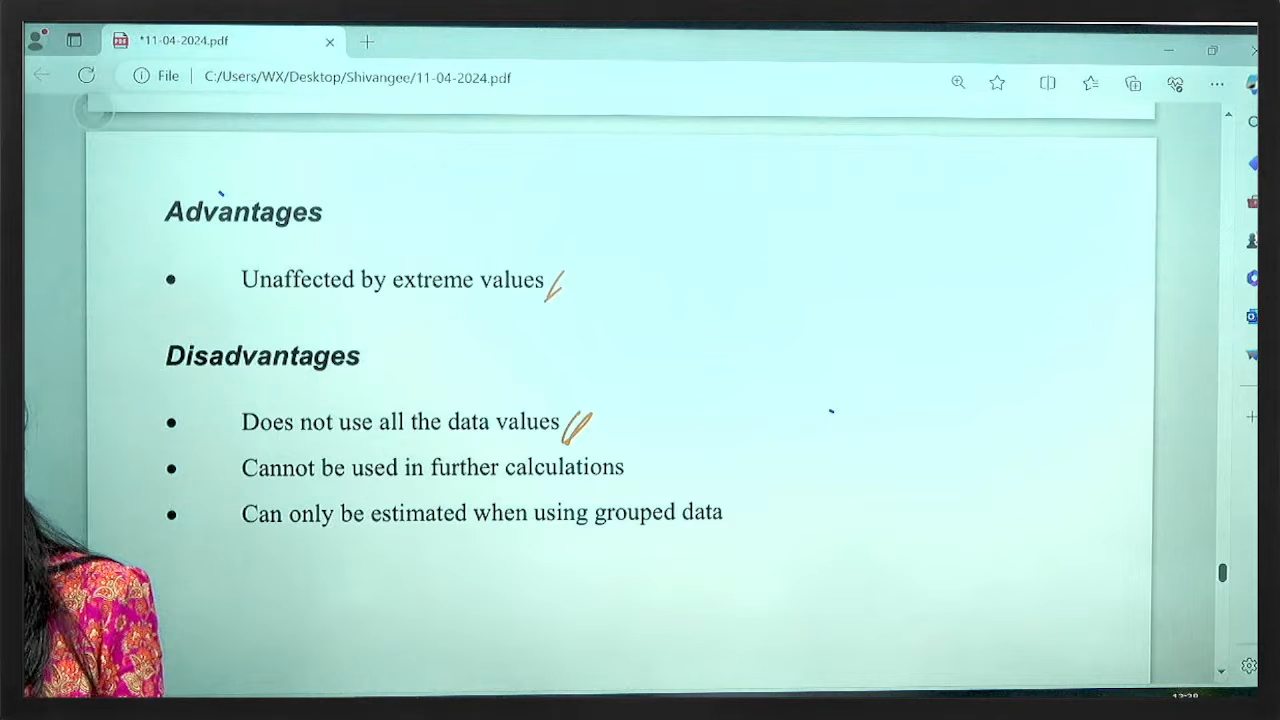 *11-04-2024.pdf
File C:/Users/WX/Desktop/Shivangee/11-04-2024.pdf
Advantages
• Unaffected by extreme values
Disadvantages
• Does not use all the data values
• Cannot be used in further calculations
• Can only be estimated when using grouped data